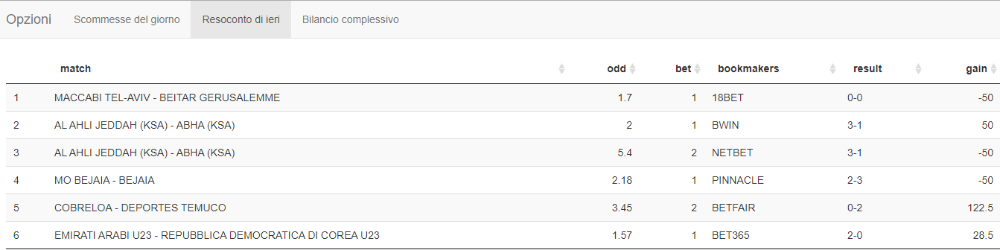 Opzioni Scommesse del giorno Resoconto di ieri Bilancio complessivo
match odd bet bookmakers result gain
1 MACCABI TEL-AVIV - BEITAR GERUSALEMME 1.7 1 18BET 0-0 -50
2 AL AHLI JEDDAH (KSA) - ABHA (KSA) 2 1 BWIN 3-1 50
3 AL AHLI JEDDAH (KSA) - ABHA (KSA) 5.4 2 NETBET 3-1 -50
4 MO BEJAIA - BEJAIA 2.18 1 PINNACLE 2-3 -50
5 COBRELOA - DEPORTES TEMUCO 3.45 2 BETFAIR 0-2 122.5
6 EMIRATI ARABI U23 - REPUBBLICA DEMOCRATICA DI COREA U23 1.57 1 BET365 2-0 28.5